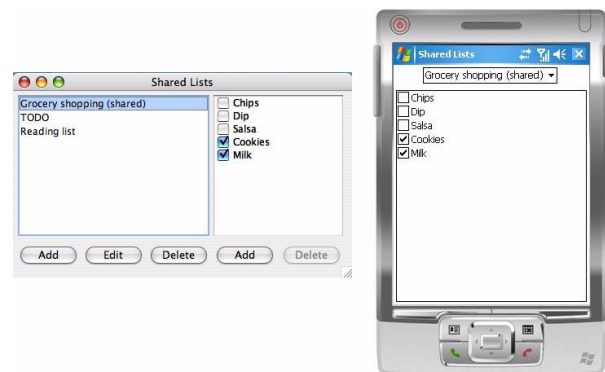 Shared Lists
Grocery shopping (shared)
TODO
Reading list
Chips
Dip
Salsa
Cookies
Milk
Add
Edit
Delete
Add
Delete
Shared Lists
Grocery shopping (shared)
Chips
Dip
Salsa
Cookies
Milk